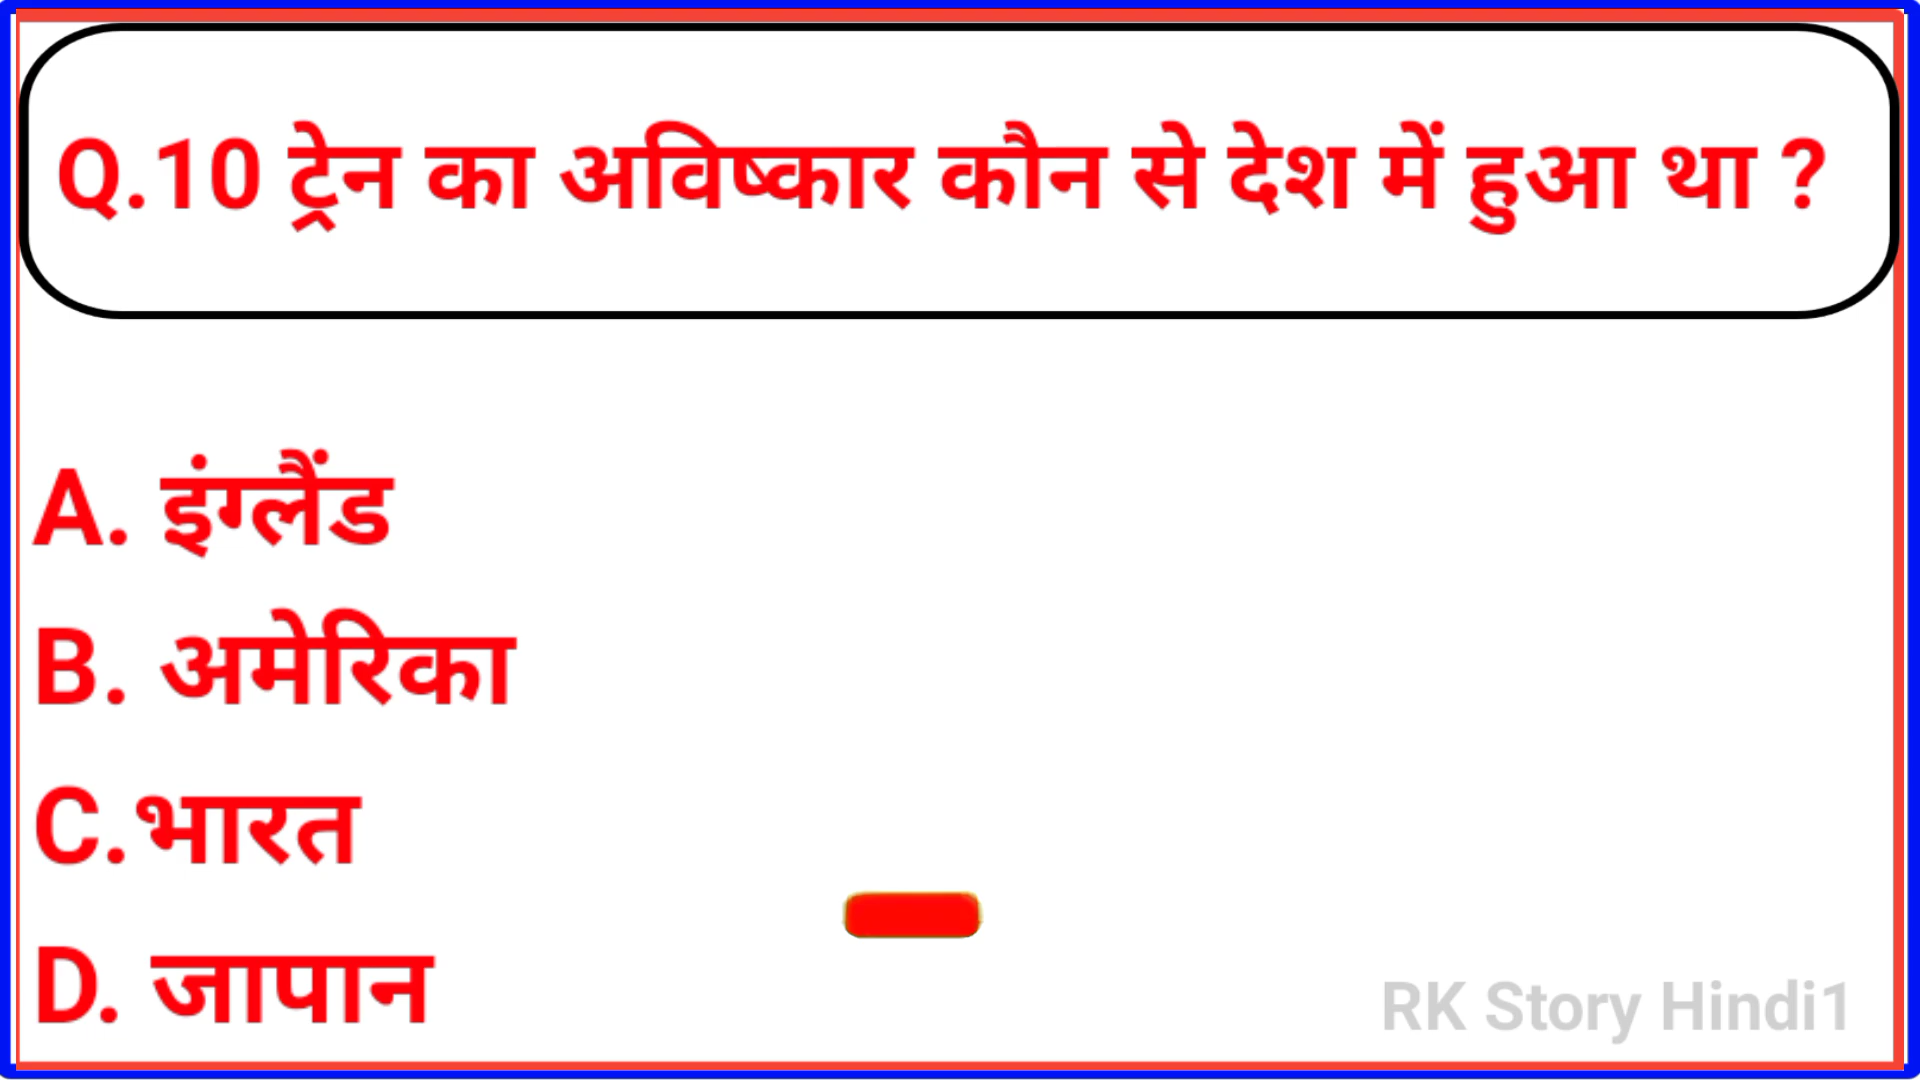 Q.10 ट्रेन का अविष्कार कौन से देश में हुआ था ?
A. इंग्लैंड
B. अमेरिका
C.भारत
D. जापान
RK Story Hindi1